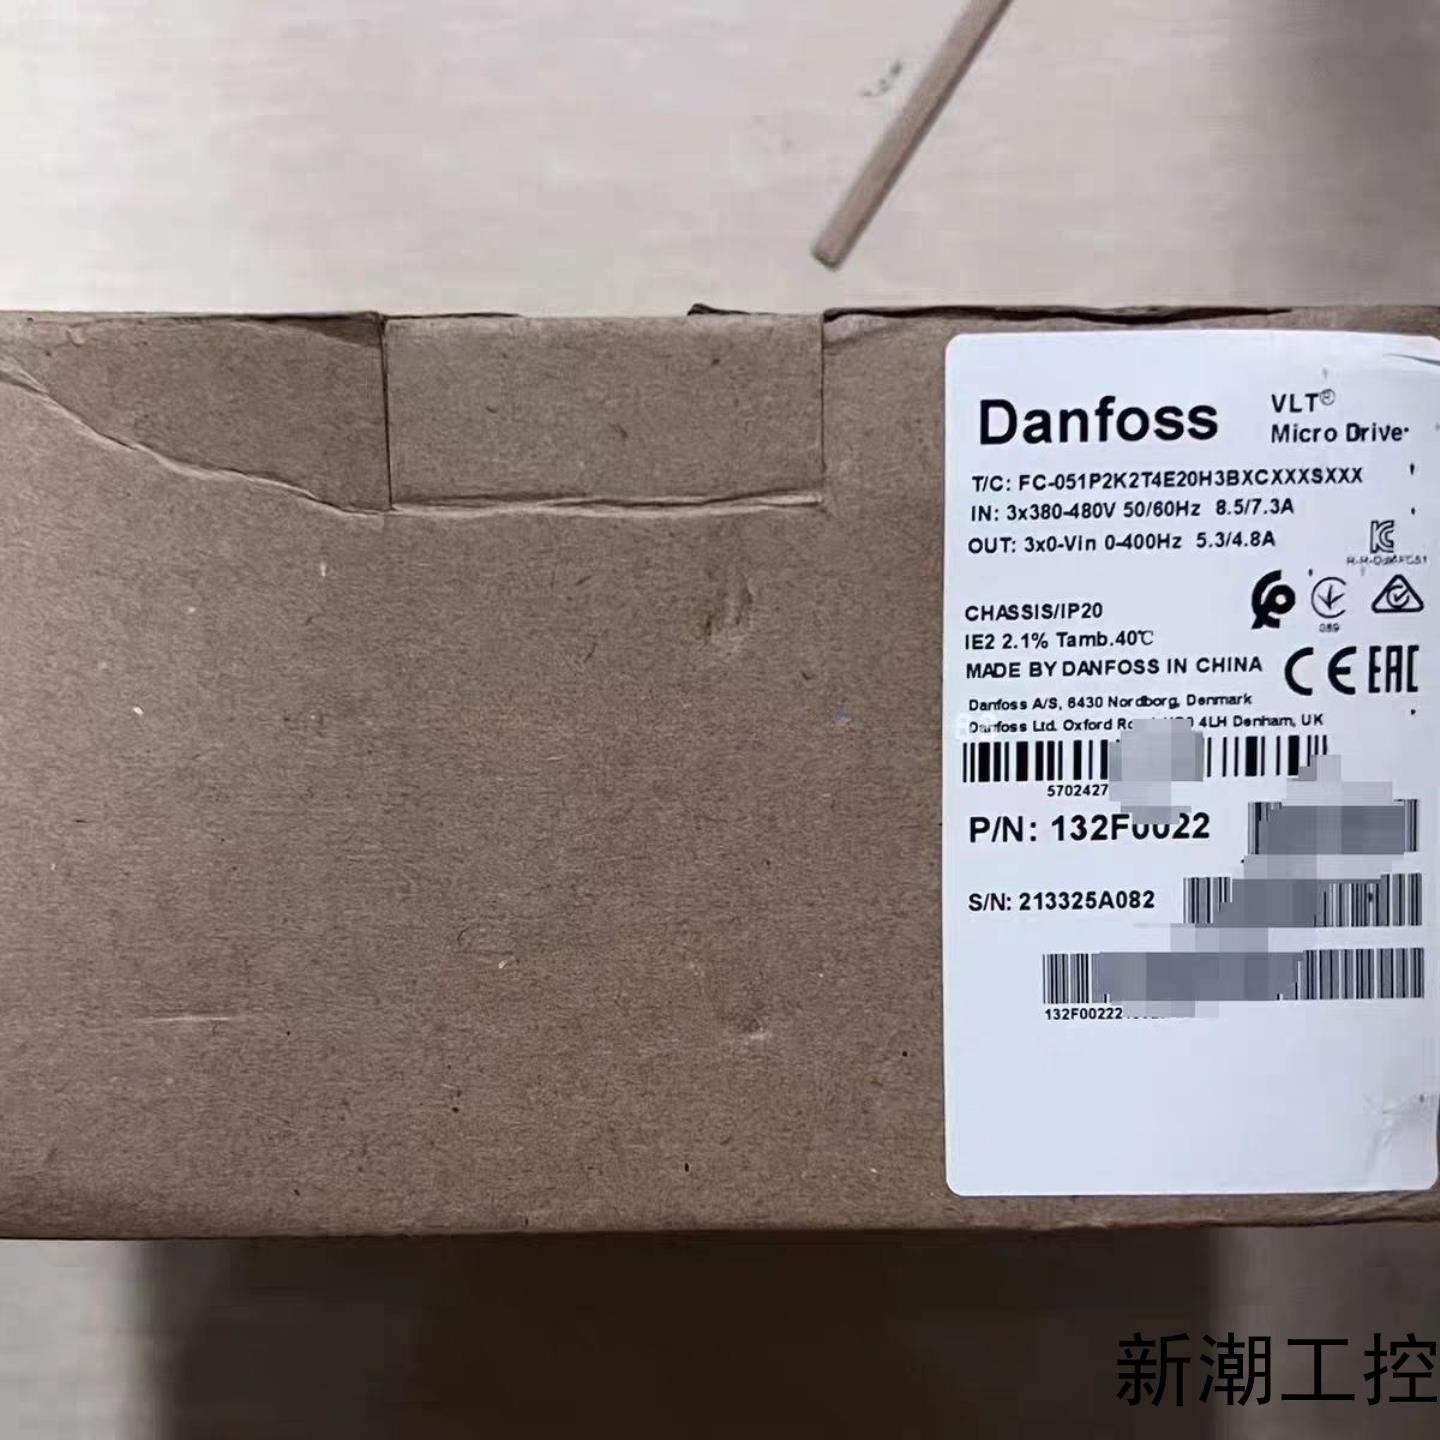 Danfoss
VLT®
Micro Drive
T/C: FC-051P2K2T4E20H3BXCXXXSXXX
IN: 3x380-480V 50/60Hz 8.5/7.3A
OUT: 3x0-Vin 0-400Hz 5.3/4.8A
CHASSIS/IP20
089
IE2 2.1% Tamb.40℃
MADE BY DANFOSS IN CHINA
CE EAC
Danfoss A/S, 6430 Nordborg, Denmark
Danfoss Ltd. Oxford 4LH Denham, UK
5702427
P/N: 132F0022
S/N: 213325A082
132F00222
新潮工控